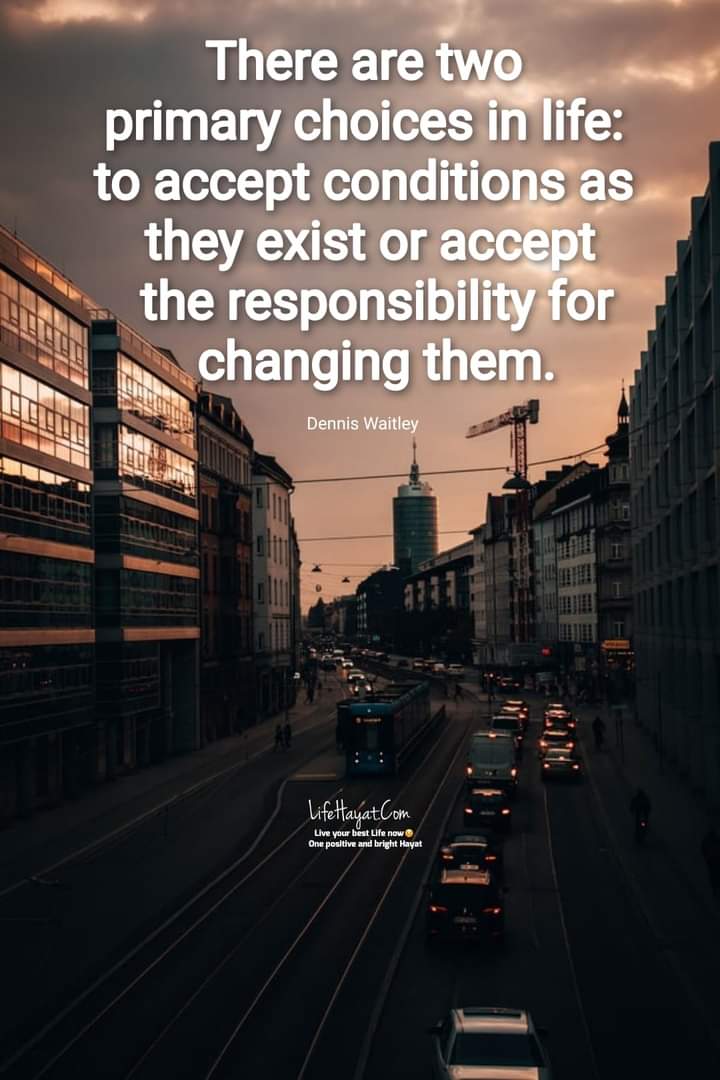 There are two
primary choices in life:
to accept conditions as
they exist or accept
the responsibility for
changing them.
Dennis Waitley
LifeHayat.Com
Live your best Life now😊
One positive and bright Hayat